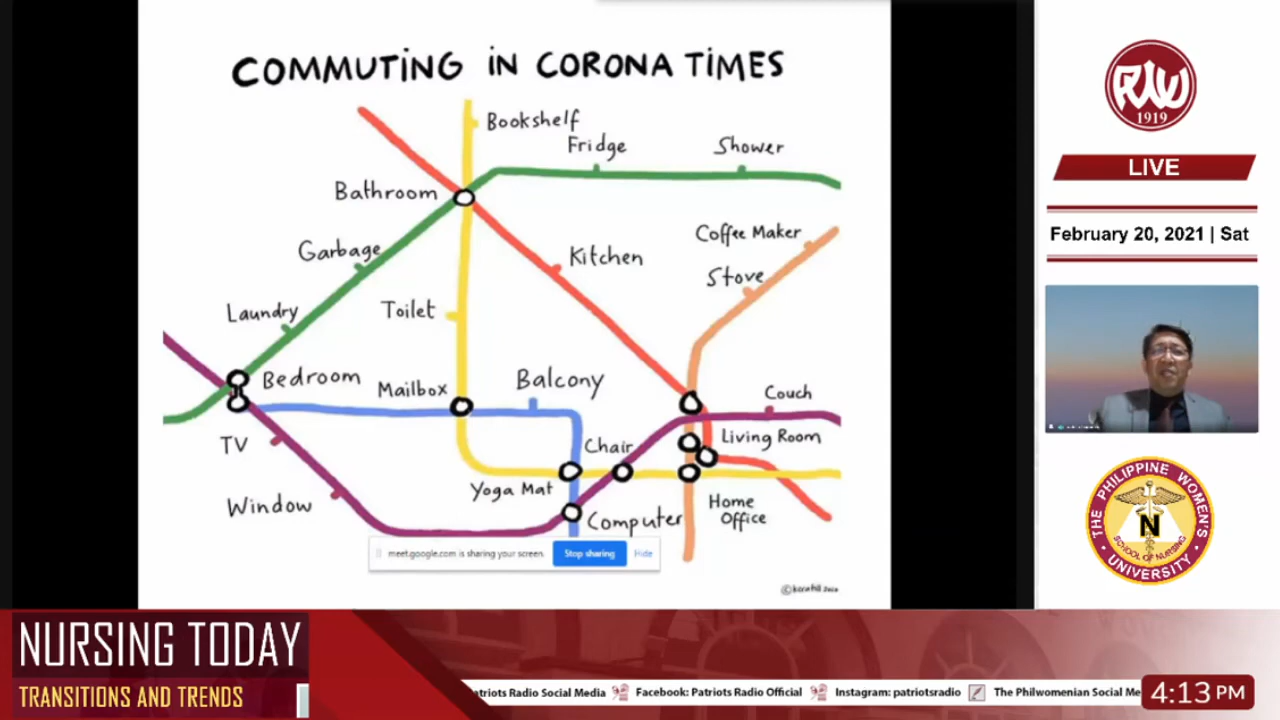 COMMUTING IN CORONA TIMES
Bookshelf
Fridge
Shower
Bathroom
Garbage
Kitchen
Coffee Maker
Stove
Laundry
Toilet
Bedroom
Mailbox
Balcony
Couch
TV
Chair
Living Room
Window
Yoga Mat
Computer
Home
Office
meet.google.com is sharing your screen.
Stop sharing
Hide
RW
1919
LIVE
February 20, 2021 | Sat
THE PHILIPPINE WOMEN'S
UNIVERSITY
SCHOOL OF NURSING
N
NURSING TODAY
TRANSITIONS AND TRENDS
atriots Radio Social Media Facebook: Patriots Radio Official Instagram: patriotsradio The Philwomenian Social Me
4:13 PM